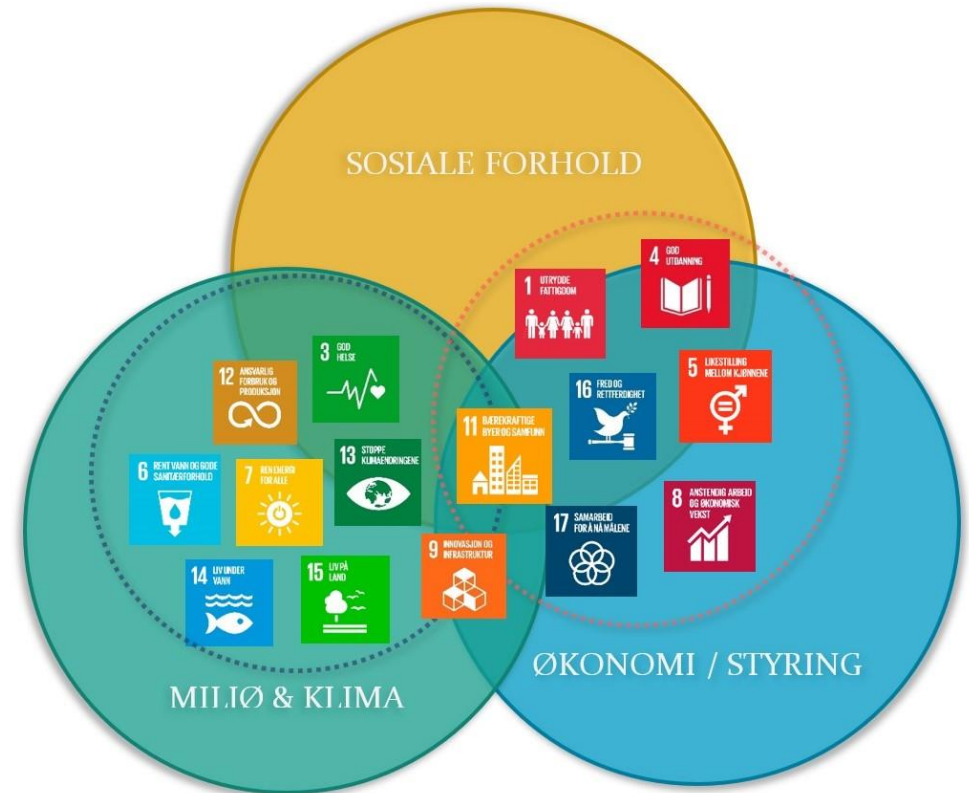 SOSIALE FORHOLD
4 GOD
UTDANNING
1 UTRYDDE
FATTIGDOM
3 GOD
HELSE
5 LIKESTILLING
MELLOM KJØNNENE
12 ANSVARLIG
FORBRUK OG
PRODUKSJON
16 FRED OG
RETTFERDIGHET
11 BÆREKRAFTIGE
BYER OG SAMFUNN
13 STOPPE
KLIMAENDRINGENE
6 RENT VANN OG GODE
SANITÆRFORHOLD
7 REN ENERGI
FOR ALLE
8 ANSTENDIG ARBEID
OG ØKONOMISK
VEKST
17 SAMARBEID
FOR Å NÅ MÅLENE
9 INNOVASJON OG
INFRASTRUKTUR
14 LIV UNDER
VANN
15 LIV PÅ
LAND
ØKONOMI / STYRING
MILJØ & KLIMA